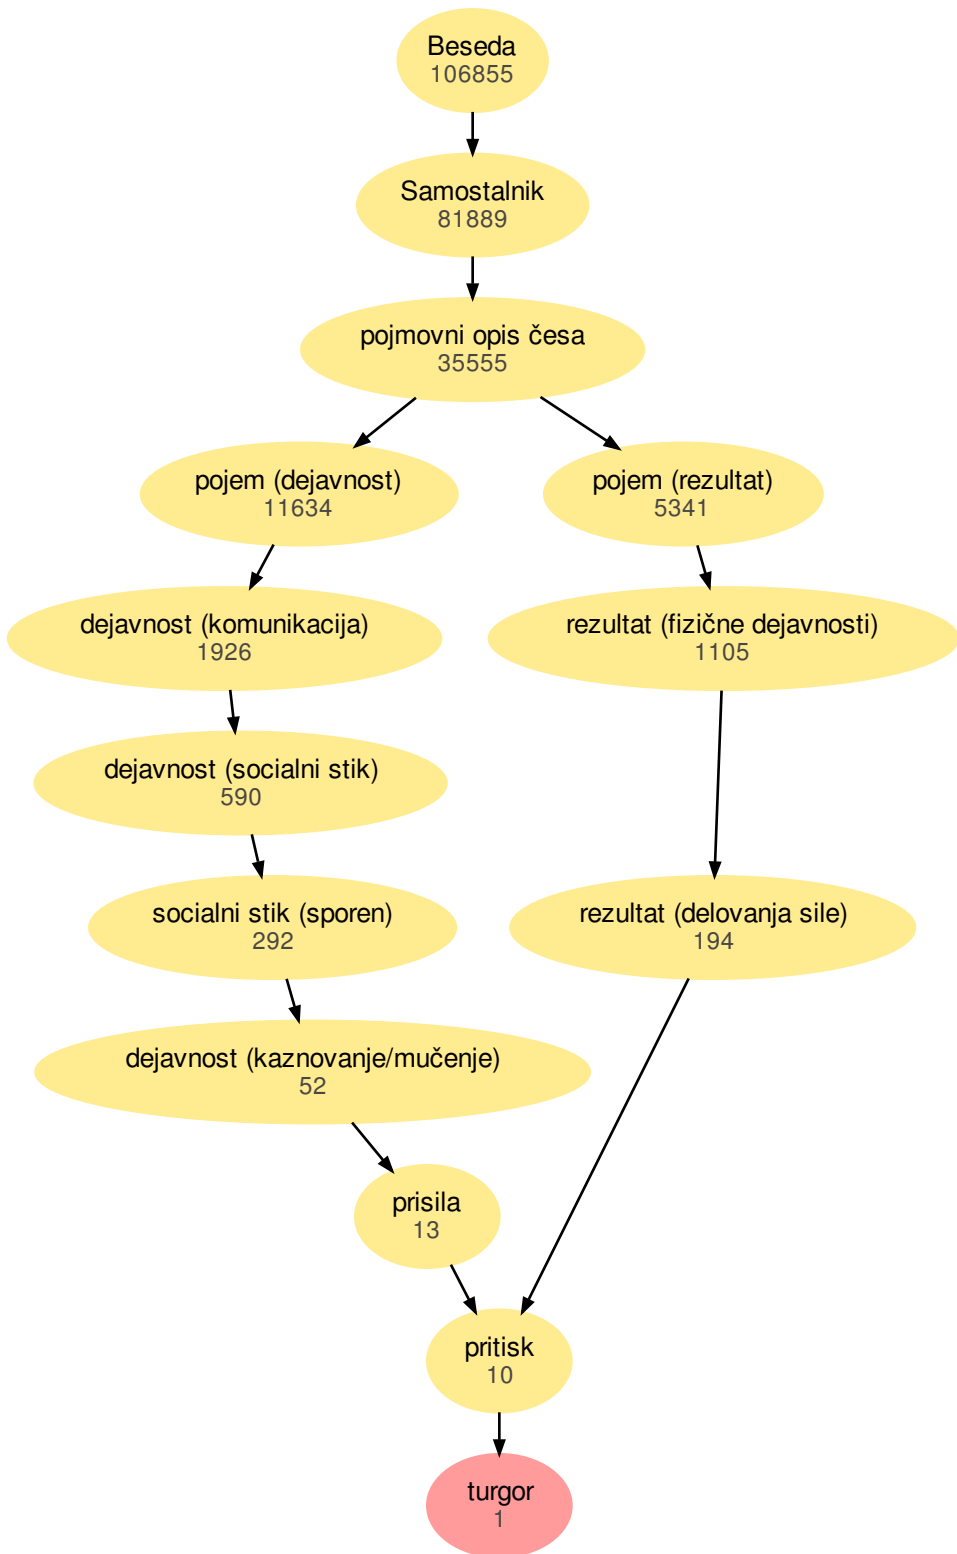 Beseda
106855
Samostalnik
81889
pojmovni opis česa
35555
pojem (dejavnost)
11634
pojem (rezultat)
5341
dejavnost (komunikacija)
1926
rezultat (fizične dejavnosti)
1105
dejavnost (socialni stik)
590
socialni stik (sporen)
292
rezultat (delovanja sile)
194
dejavnost (kaznovanje/mučenje)
52
prisila
13
pritisk
10
turgor
1